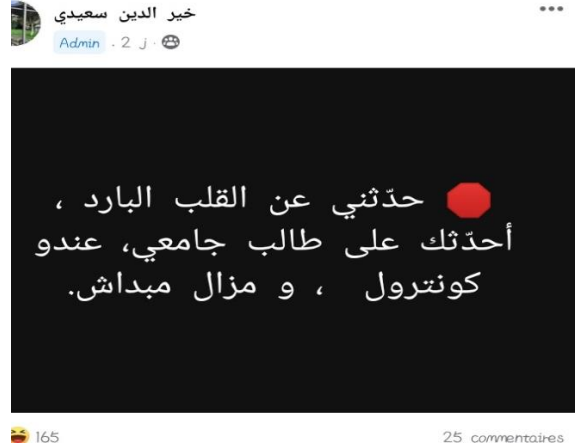 خير الدين سعيدي
Admin . 2 j .
حدّثني عن القلب البارد ،
أحدّثك على طالب جامعي، عندو
كونترول ، و مزال مبداش.
165
25 commentaires